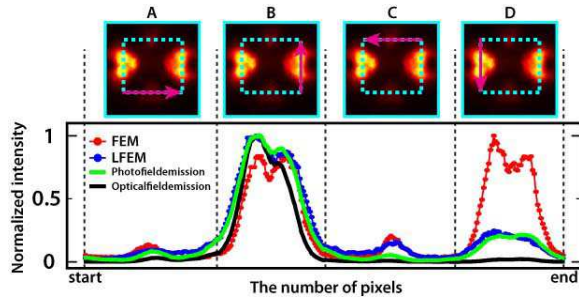 A B C D
Normalized intensity
1
0.5
0
FEM
LFEM
Photofieldemission
Opticalfieldemission
start end
The number of pixels